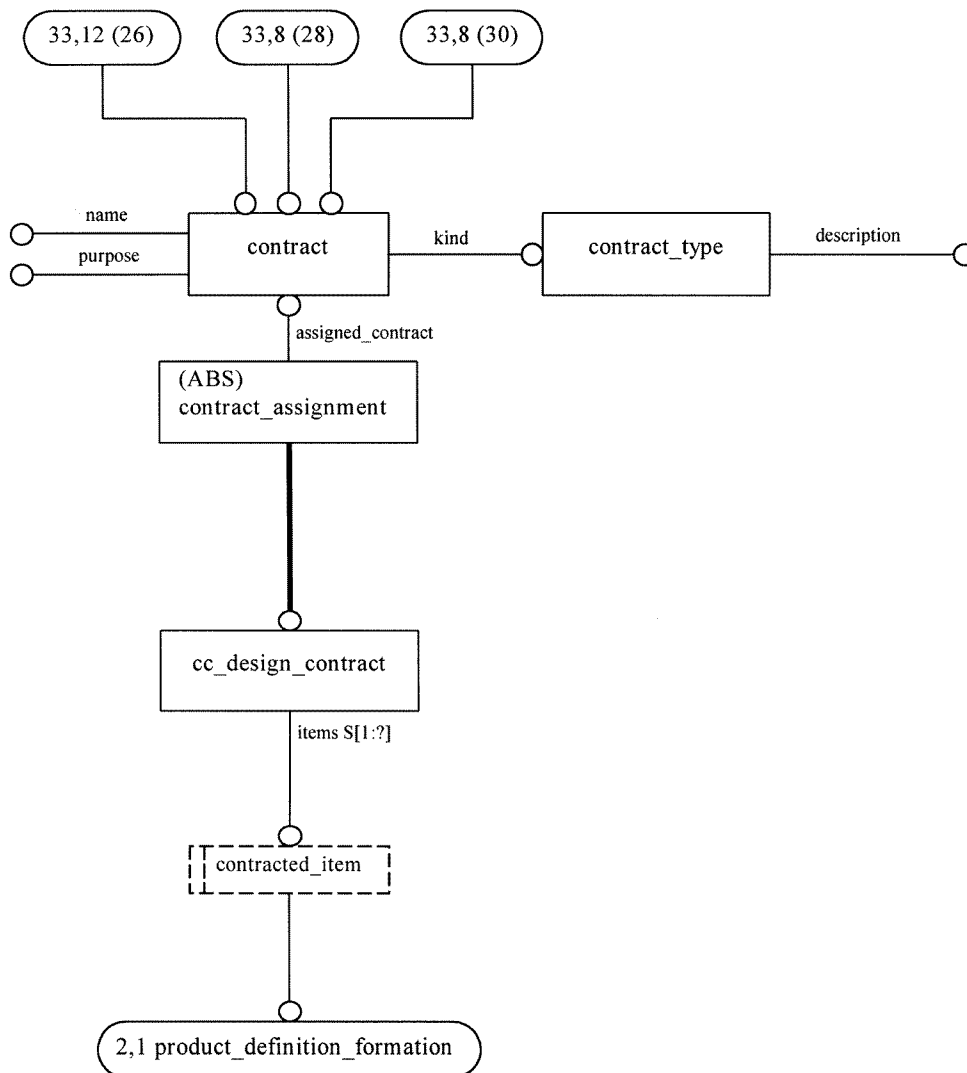 33,12 (26)
33,8 (28)
33,8 (30)
name
purpose
contract
kind
contract_type
description
assigned_contract
(ABS)
contract_assignment
cc_design_contract
items S[1:?]
contracted_item
2,1 product_definition_formation